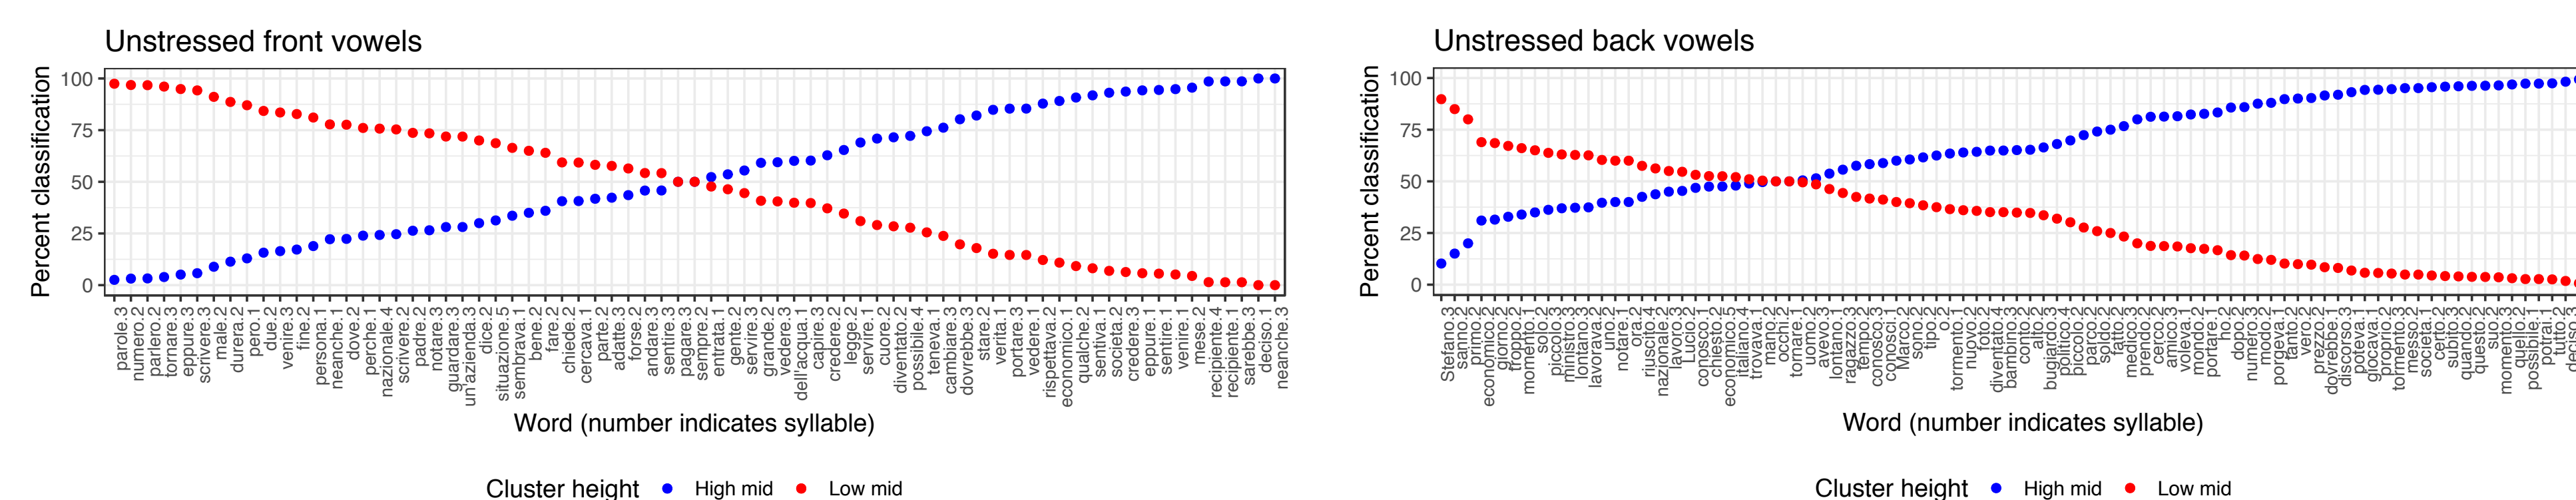 Unstressed front vowels
Percent classification
100
75
50
25
0
parole.3
numero.2
parlero.2
tornare.3
eppure.3
scrivere.3
male.2
durera.2
pero.1
due.2
venire.3
fine.2
persona.1
neanche.1
dove.2
perche.1
nazionale.4
scrivere.2
padre.2
notare.3
guardare.3
un'azienda.3
dice.2
situazione.5
sembrava.1
bene.2
fare.2
chiede.2
cercava.1
parte.2
adatte.3
forse.2
andare.3
sentire.3
pagare.3
sempre.2
entrata.1
gente.2
servire.3
grande.2
vedere.3
dell'acqua.1
capire.3
credere.2
legge.2
servire.1
cuore.2
diventato.2
possibile.4
teneva.1
cambiare.3
dovrebbe.3
stare.2
verita.1
portare.3
vedere.1
rispettava.2
economico.1
qualche.2
sentiva.1
societa.2
credere.3
eppure.1
sentire.1
venire.1
mese.2
recipiente.4
recipiente.1
sarebbe.3
deciso.1
neanche.3
Word (number indicates syllable)
Cluster height High mid Low mid
Unstressed back vowels
Percent classification
100
75
50
25
0
Stefano.3
sanno.2
primo.2
economico.2
giorno.2
troppo.2
momento.1
solo.2
piccolo.3
ministro.3
lontano.3
lavorava.2
uno.2
notare.1
ora.2
riuscito.4
nazionale.2
lavoro.3
Lucio.2
conosco.1
chiesto.2
economico.5
italiano.4
trovava.1
mano.2
occhi.2
tornare.1
uomo.2
avevo.3
lontano.1
ragazzo.3
tempo.2
conosco.3
conosci.1
Marco.2
sono.2
tipo.2
o.2
tormento.1
nuovo.2
foto.2
diventato.4
bambino.3
conto.2
alto.2
bugiardo.3
politico.4
piccolo.2
parco.2
soldo.2
fatto.2
medico.3
prendo.2
cerco.2
amico.3
voleva.1
mondo.2
portare.1
ho.2
dopo.2
numero.3
modo.2
porgeva.1
tanto.2
vero.2
prezzo.2
dovrebbe.1
discorso.3
poteva.1
giocava.1
proprio.2
tormento.3
messo.2
societa.1
certo.2
subito.3
quando.2
questo.2
suo.2
momento.3
quello.2
possibile.1
potrai.1
tutto.2
deciso.3
Word (number indicates syllable)
Cluster height High mid Low mid